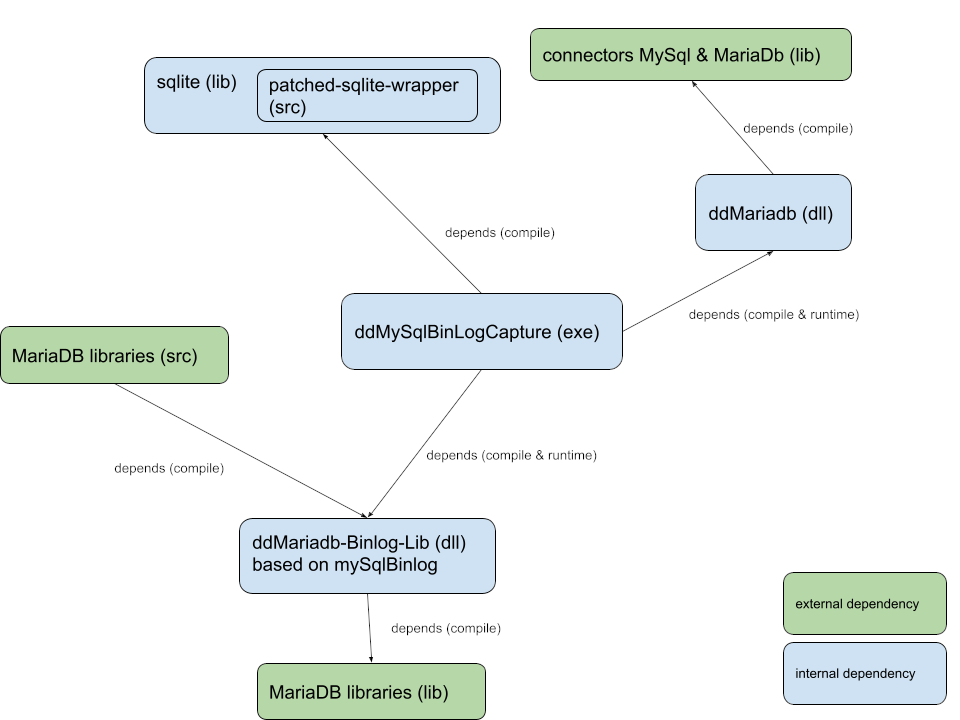 connectors MySql & MariaDb (lib)
sqlite (lib)
patched-sqlite-wrapper
(src)
depends (compile)
ddMariadb (dll)
depends (compile)
depends (compile & runtime)
ddMySqlBinLogCapture (exe)
MariaDB libraries (src)
depends (compile & runtime)
depends (compile)
ddMariadb-Binlog-Lib (dll)
based on mySqlBinlog
external dependency
depends (compile)
internal dependency
MariaDB libraries (lib)